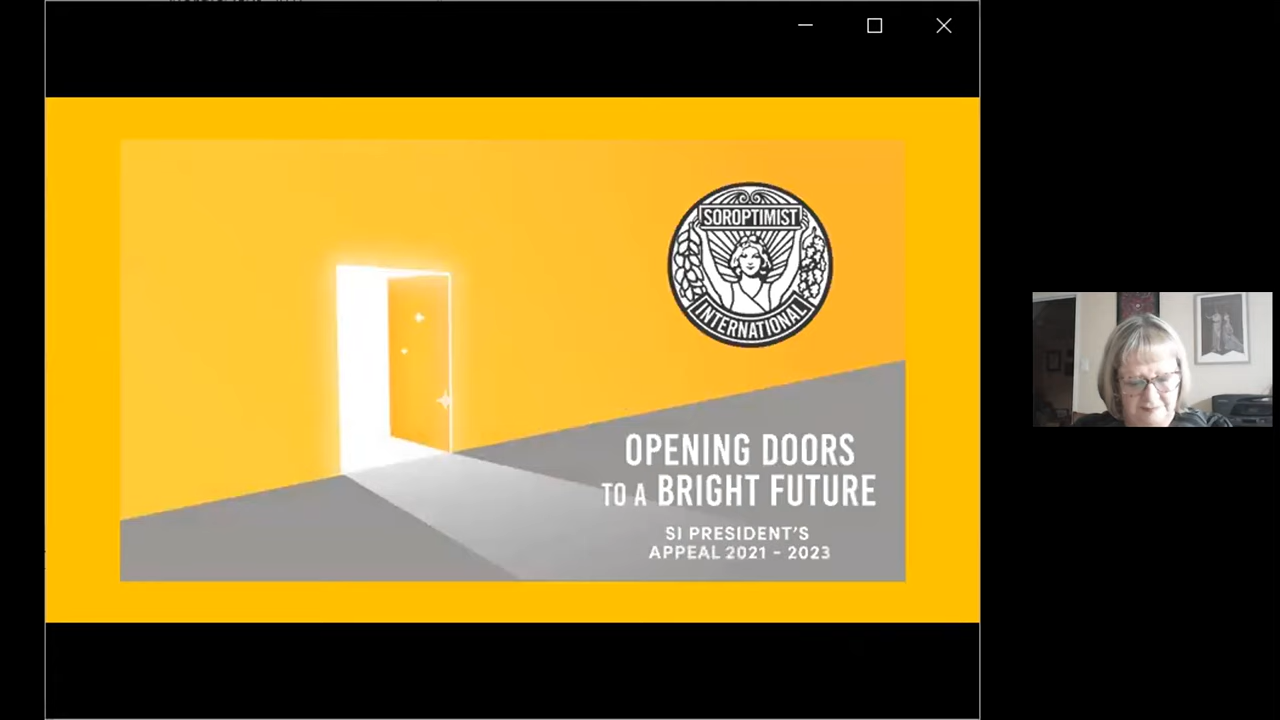 SOROPTIMIST
INTERNATIONAL
OPENING DOORS
TO A BRIGHT FUTURE
SI PRESIDENT'S
APPEAL 2021 - 2023